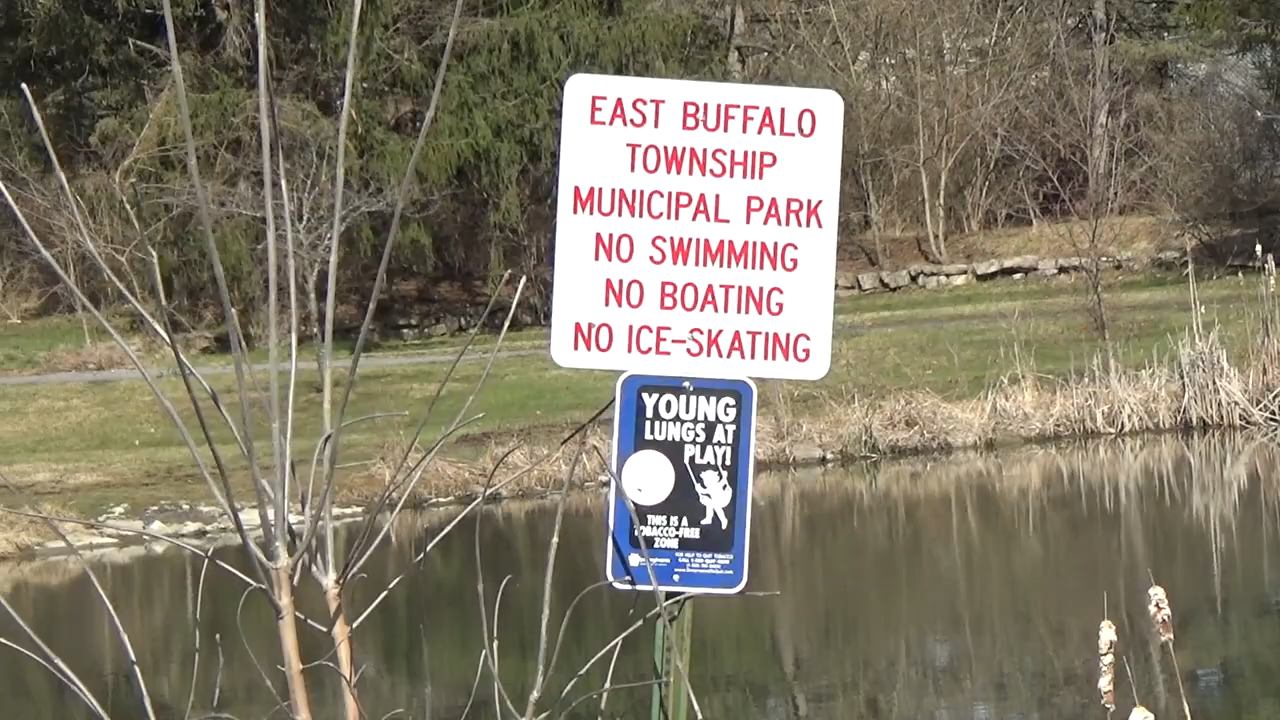 EAST BUFFALO
TOWNSHIP
MUNICIPAL PARK
NO SWIMMING
NO BOATING
NO ICE-SKATING
YOUNG
LUNGS AT
PLAY!
THIS IS A
TOBACCO-FREE
ZONE